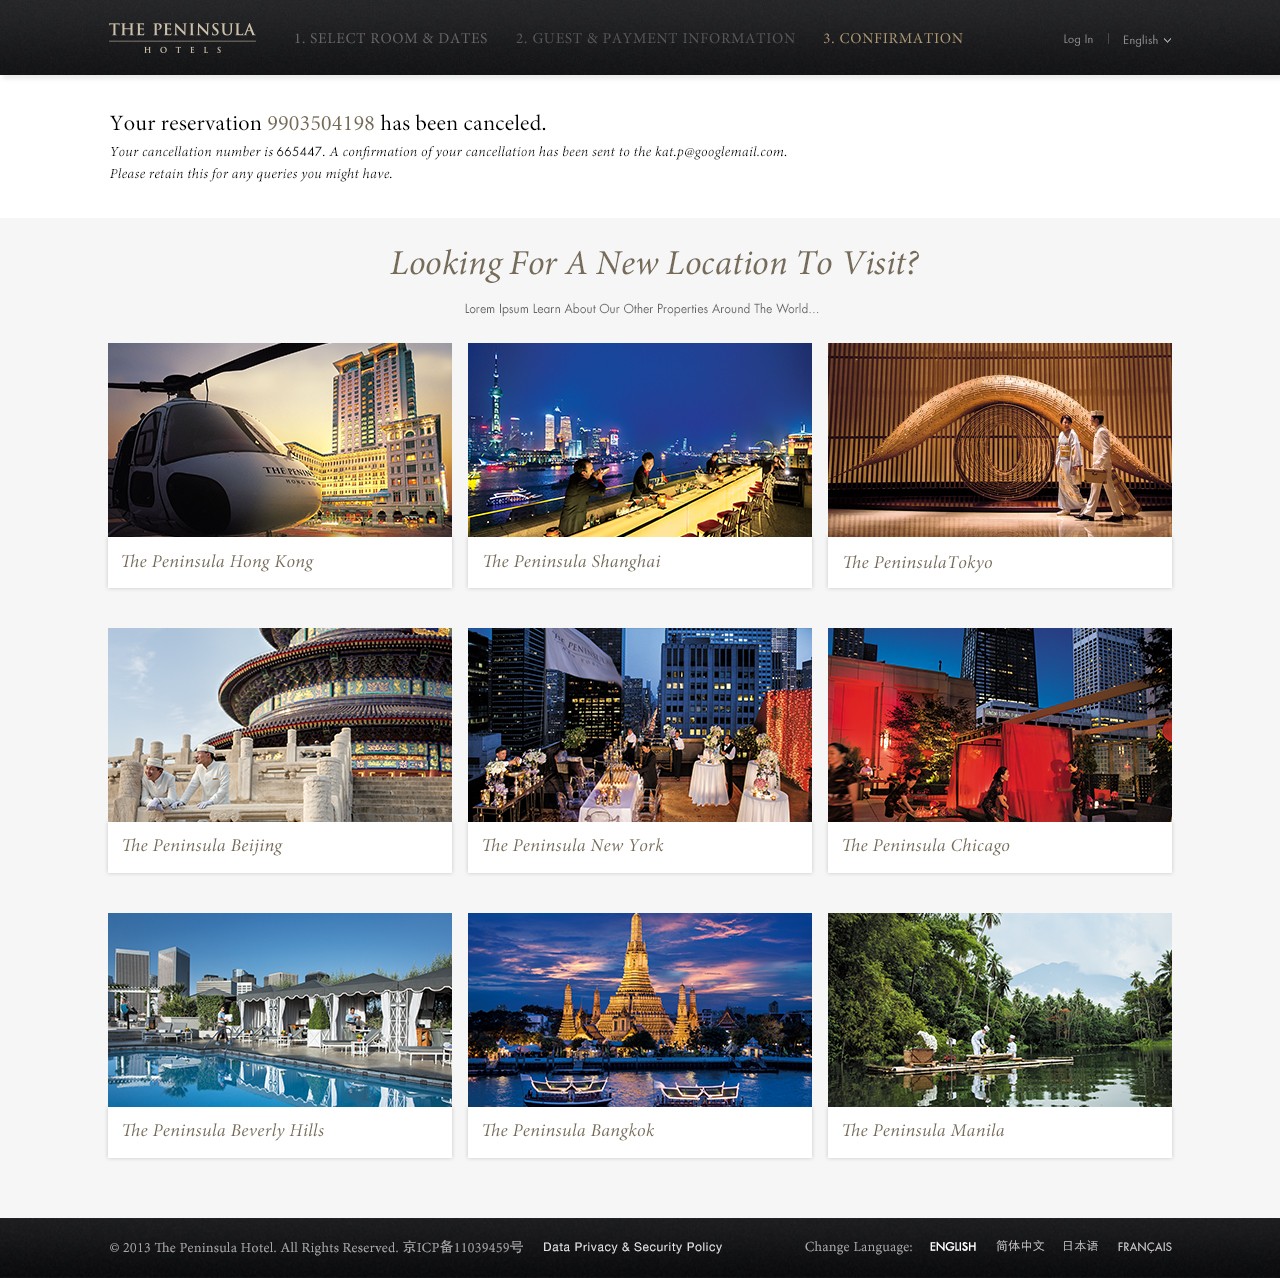 THE PENINSULA
HOTELS
1. SELECT ROOM & DATES
2. GUEST & PAYMENT INFORMATION
3. CONFIRMATION
Log In
English
Your reservation 9903504198 has been canceled.
Your cancellation number is 665447. A confirmation of your cancellation has been sent to the kat.p@googlemail.com.
Please retain this for any queries you might have.
Looking For A New Location To Visit?
Lorem Ipsum Learn About Our Other Properties Around The World...
THE PENIN
HONG KO
The Peninsula Hong Kong
The Peninsula Shanghai
The PeninsulaTokyo
The Peninsula Beijing
The Peninsula New York
The Peninsula Chicago
The Peninsula Beverly Hills
The Peninsula Bangkok
The Peninsula Manila
© 2013 The Peninsula Hotel. All Rights Reserved. 京ICP备11039459号
Data Privacy & Security Policy
Change Language:
ENGLISH
简体中文
日本语
FRANÇAIS